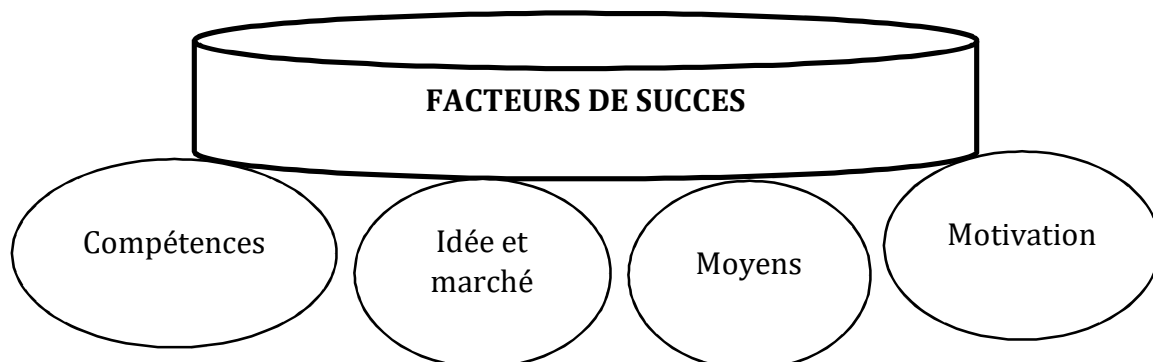 FACTEURS DE SUCCES
Compétences
Idée et
marché
Moyens
Motivation